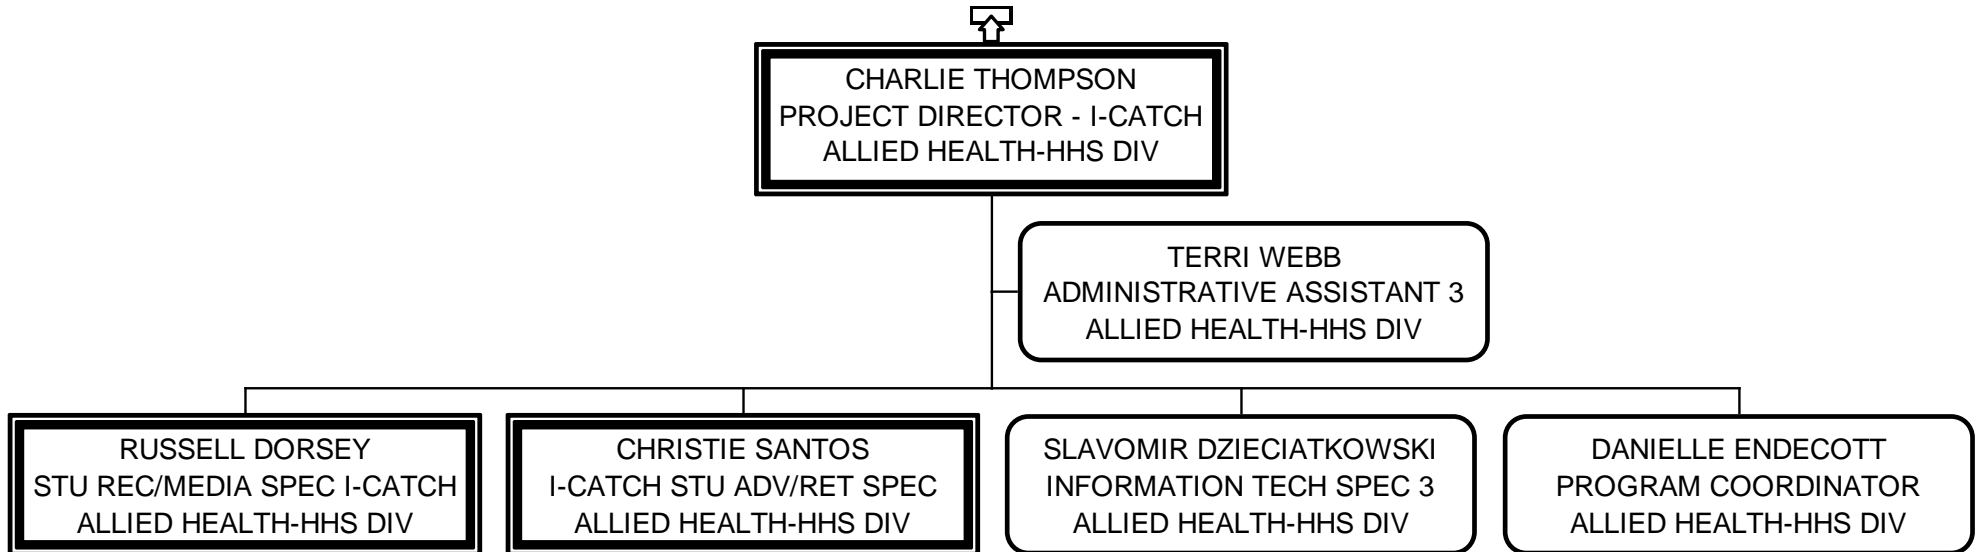 CHARLIE THOMPSON
PROJECT DIRECTOR - I-CATCH
ALLIED HEALTH-HHS DIV
TERRI WEBB
ADMINISTRATIVE ASSISTANT 3
ALLIED HEALTH-HHS DIV
RUSSELL DORSEY
STU REC/MEDIA SPEC I-CATCH
ALLIED HEALTH-HHS DIV
CHRISTIE SANTOS
I-CATCH STU ADV/RET SPEC
ALLIED HEALTH-HHS DIV
SLAVOMIR DZIECIATKOWSKI
INFORMATION TECH SPEC 3
ALLIED HEALTH-HHS DIV
DANIELLE ENDECOTT
PROGRAM COORDINATOR
ALLIED HEALTH-HHS DIV